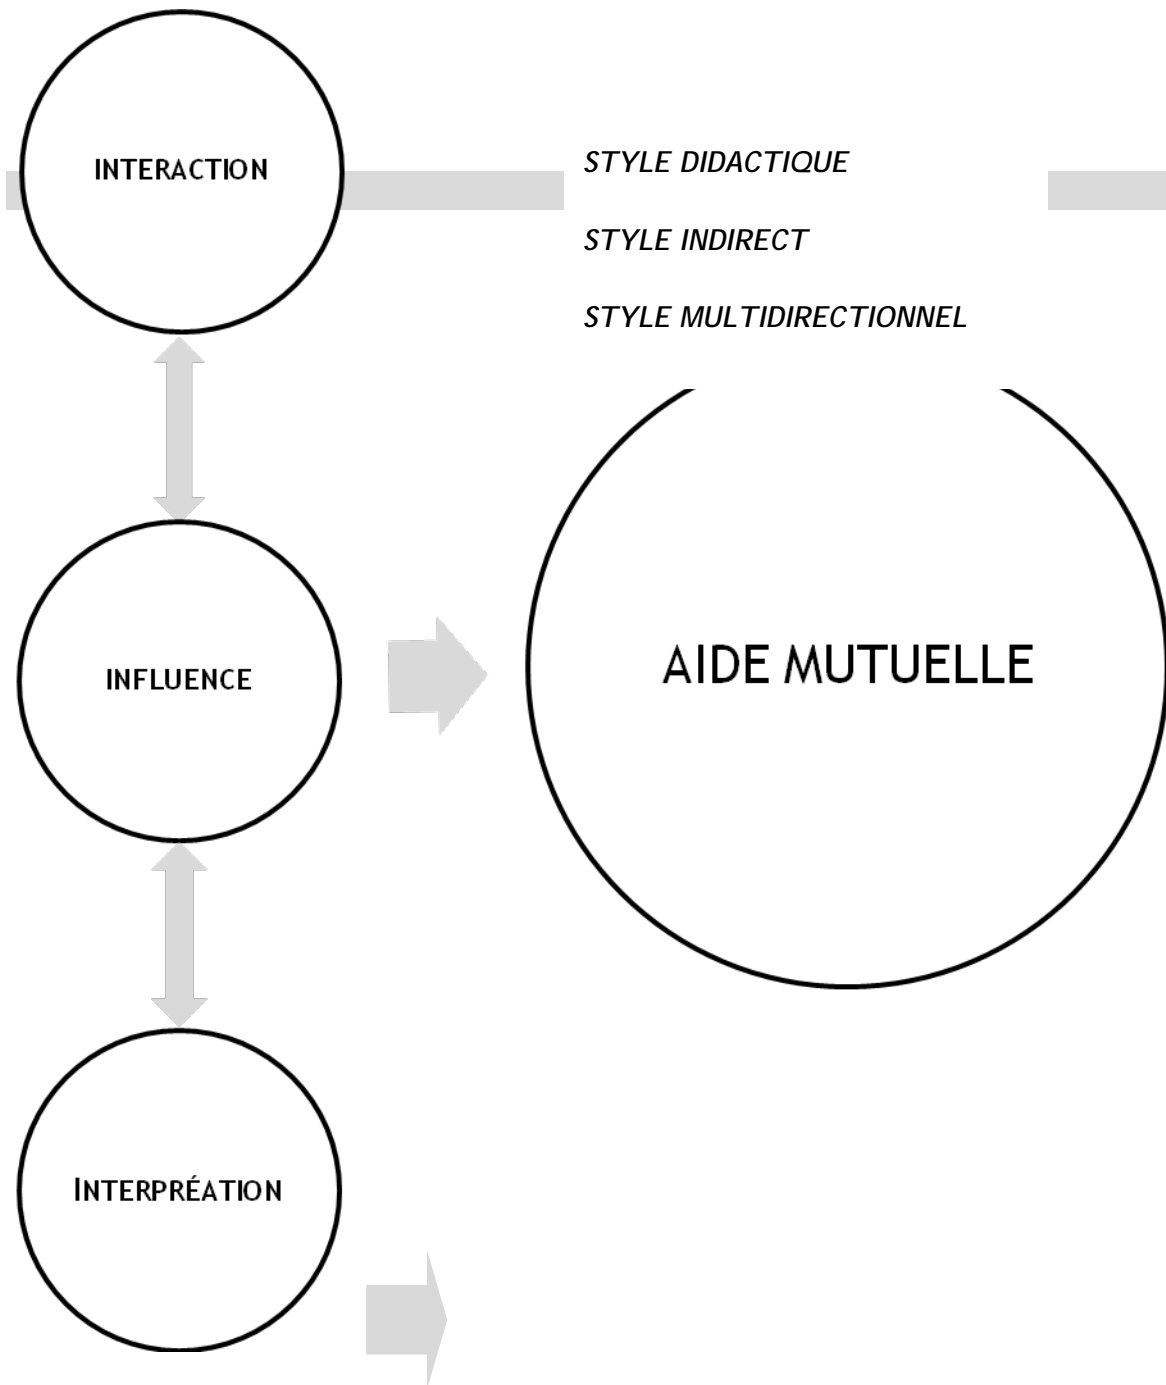 INTERACTION
STYLE DIDACTIQUE
STYLE INDIRECT
STYLE MULTIDIRECTIONNEL
INFLUENCE
AIDE MUTUELLE
INTERPRÉATION